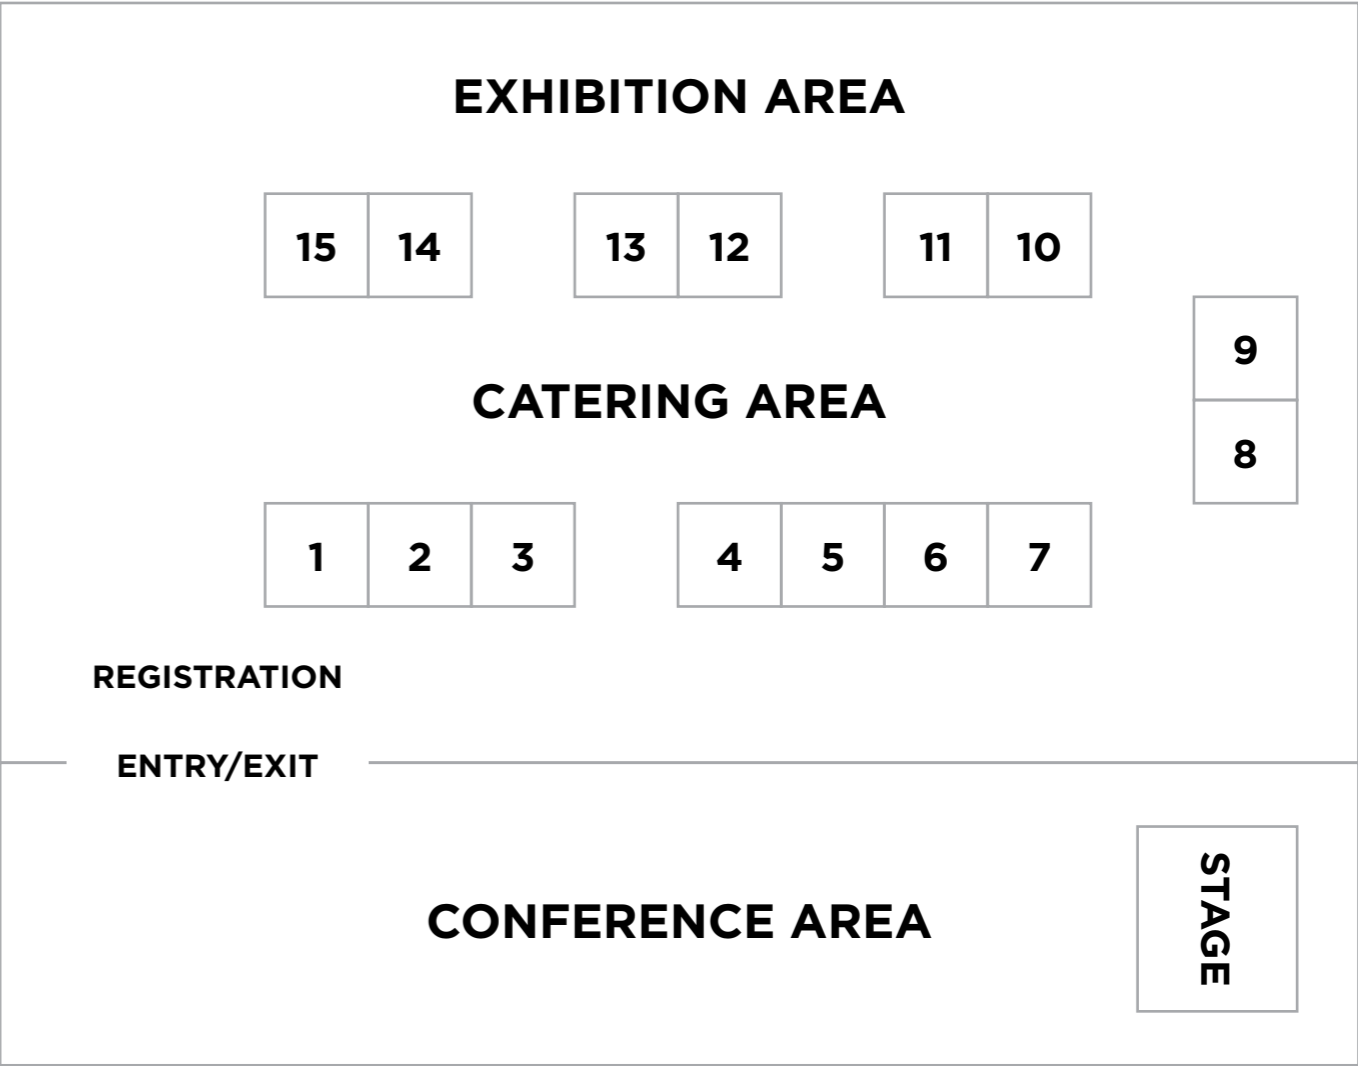 EXHIBITION AREA
15 14 13 12 11 10
9
CATERING AREA
8
1 2 3 4 5 6 7
REGISTRATION
ENTRY/EXIT
STAGE
CONFERENCE AREA